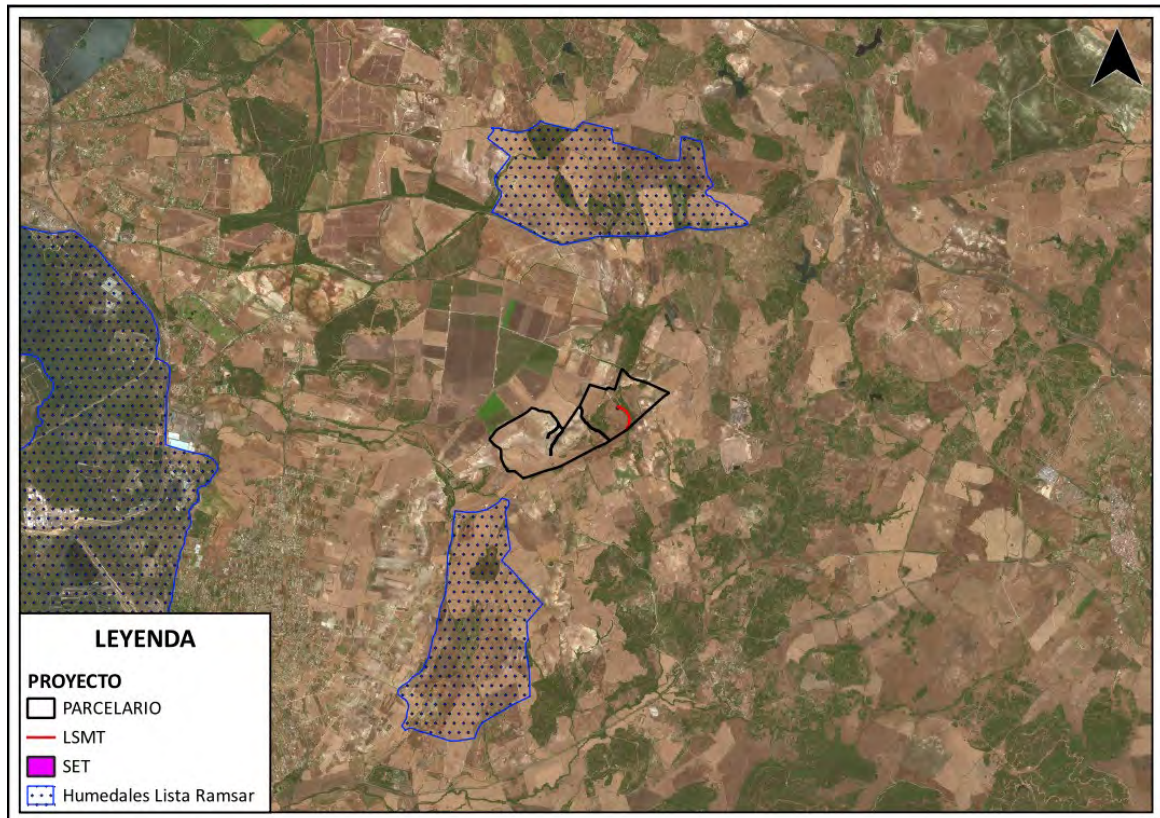 LEYENDA
PROYECTO
PARCELARIO
LSMT
SET
Humedales Lista Ramsar